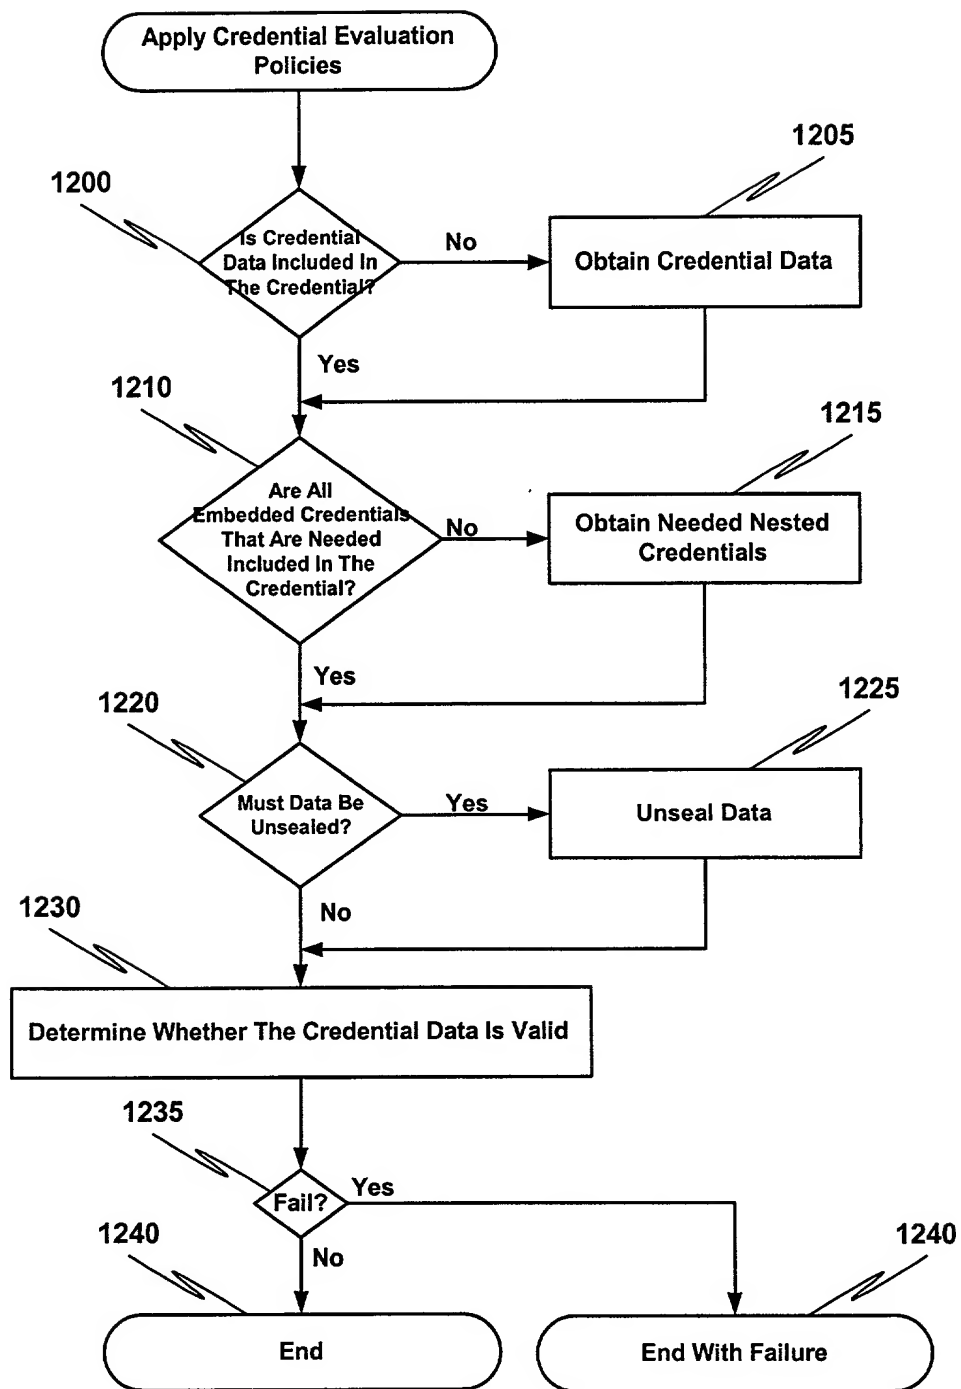 Apply Credential Evaluation
Policies
1205
1200
Is Credential
Data Included In
The Credential?
No
Obtain Credential Data
Yes
1210
1215
Are All
Embedded Credentials
That Are Needed
Included In The
Credential?
No
Obtain Needed Nested
Credentials
Yes
1220
1225
Must Data Be
Unsealed?
Yes
Unseal Data
No
1230
Determine Whether The Credential Data Is Valid
1235
Fail?
Yes
1240
No
1240
End
End With Failure